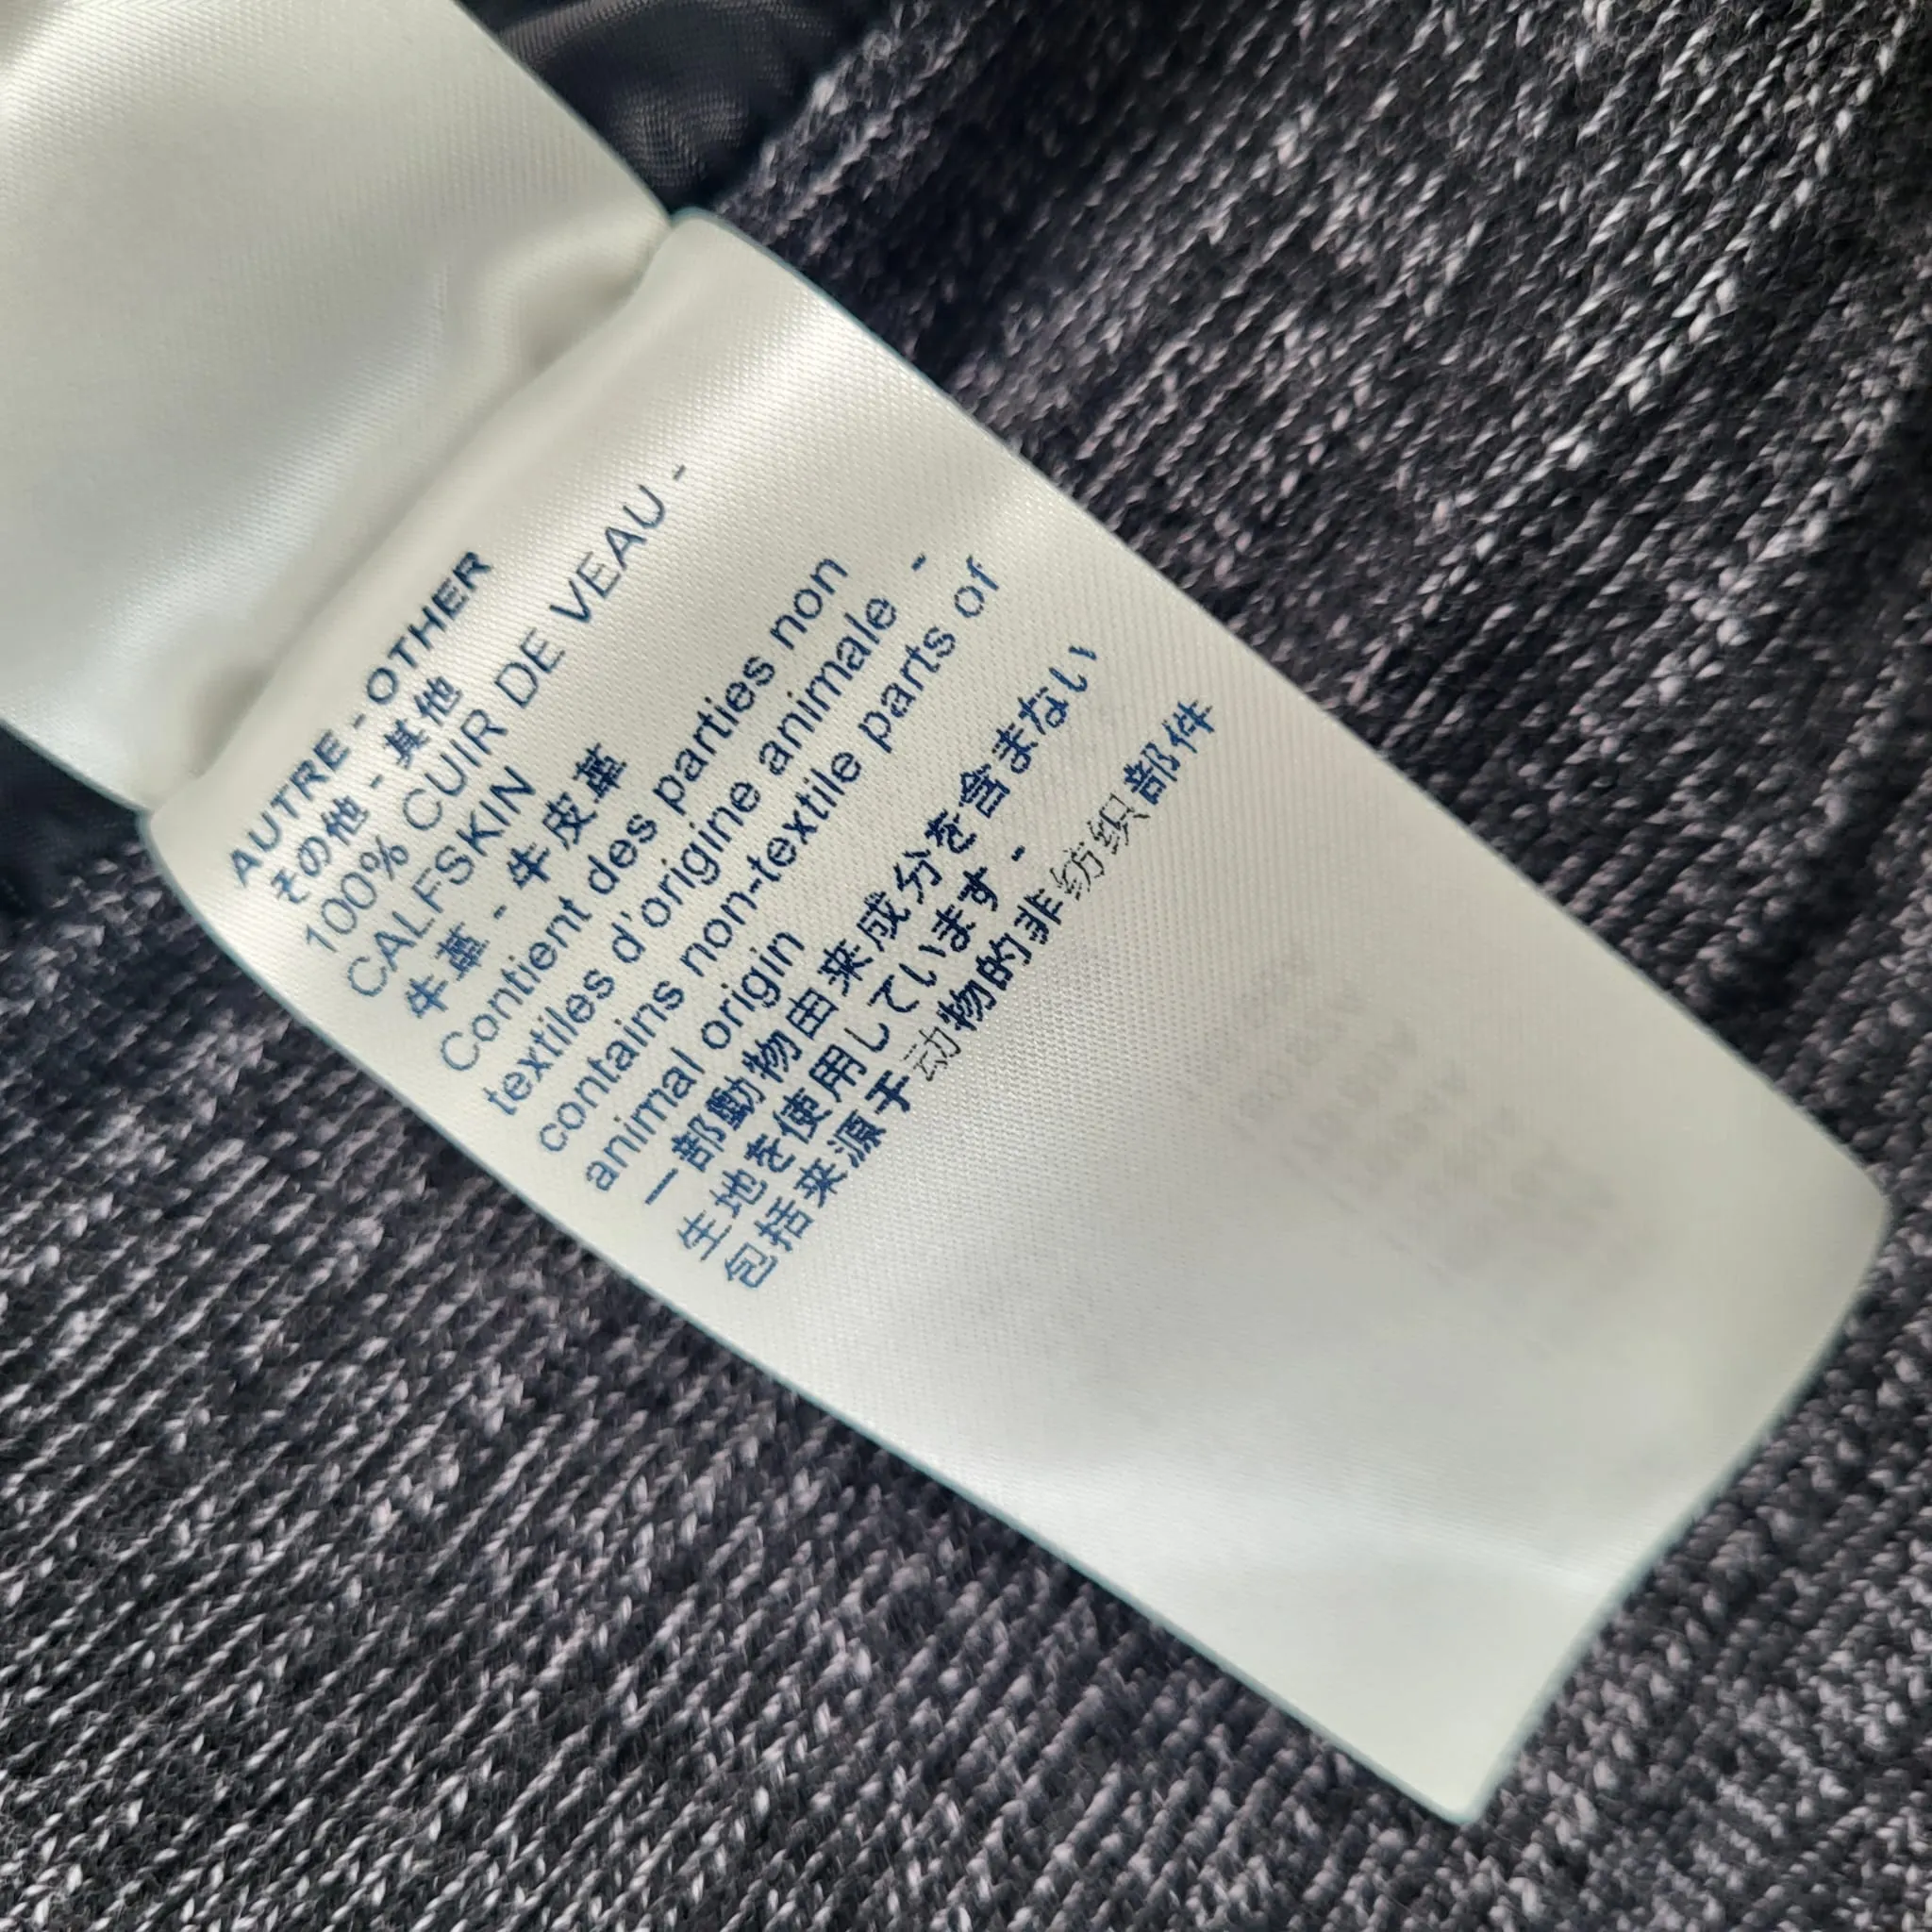 AUTRE - OTHER
その他 - 其他
100% CUIR DE VEAU -
CALFSKIN
牛革 - 牛皮革
Contient des parties non
textiles d'origine animale -
contains non-textile parts of
animal origin
一部動物由来成分を含まない
生地を使用しています -
包括来源于动物的非纺织部件